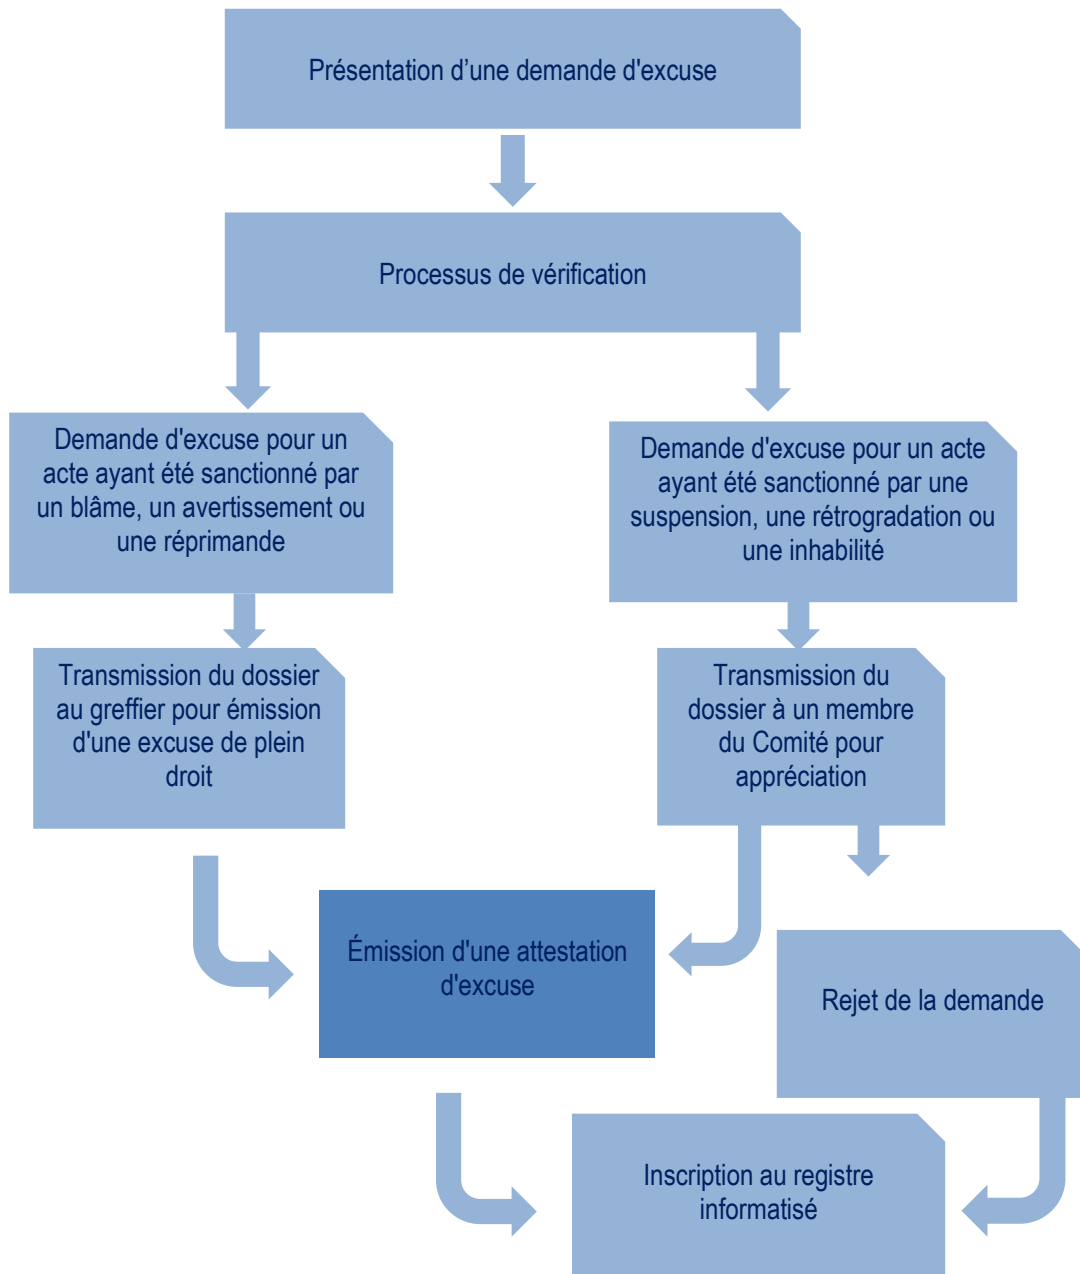 Présentation d’une demande d'excuse
Processus de vérification
Demande d'excuse pour un
acte ayant été sanctionné par
un blâme, un avertissement ou
une réprimande
Demande d'excuse pour un acte
ayant été sanctionné par une
suspension, une rétrogradation ou
une inhabilité
Transmission du dossier
au greffier pour émission
d'une excuse de plein
droit
Transmission du
dossier à un membre
du Comité pour
appréciation
Émission d'une attestation
d'excuse
Rejet de la demande
Inscription au registre
informatisé